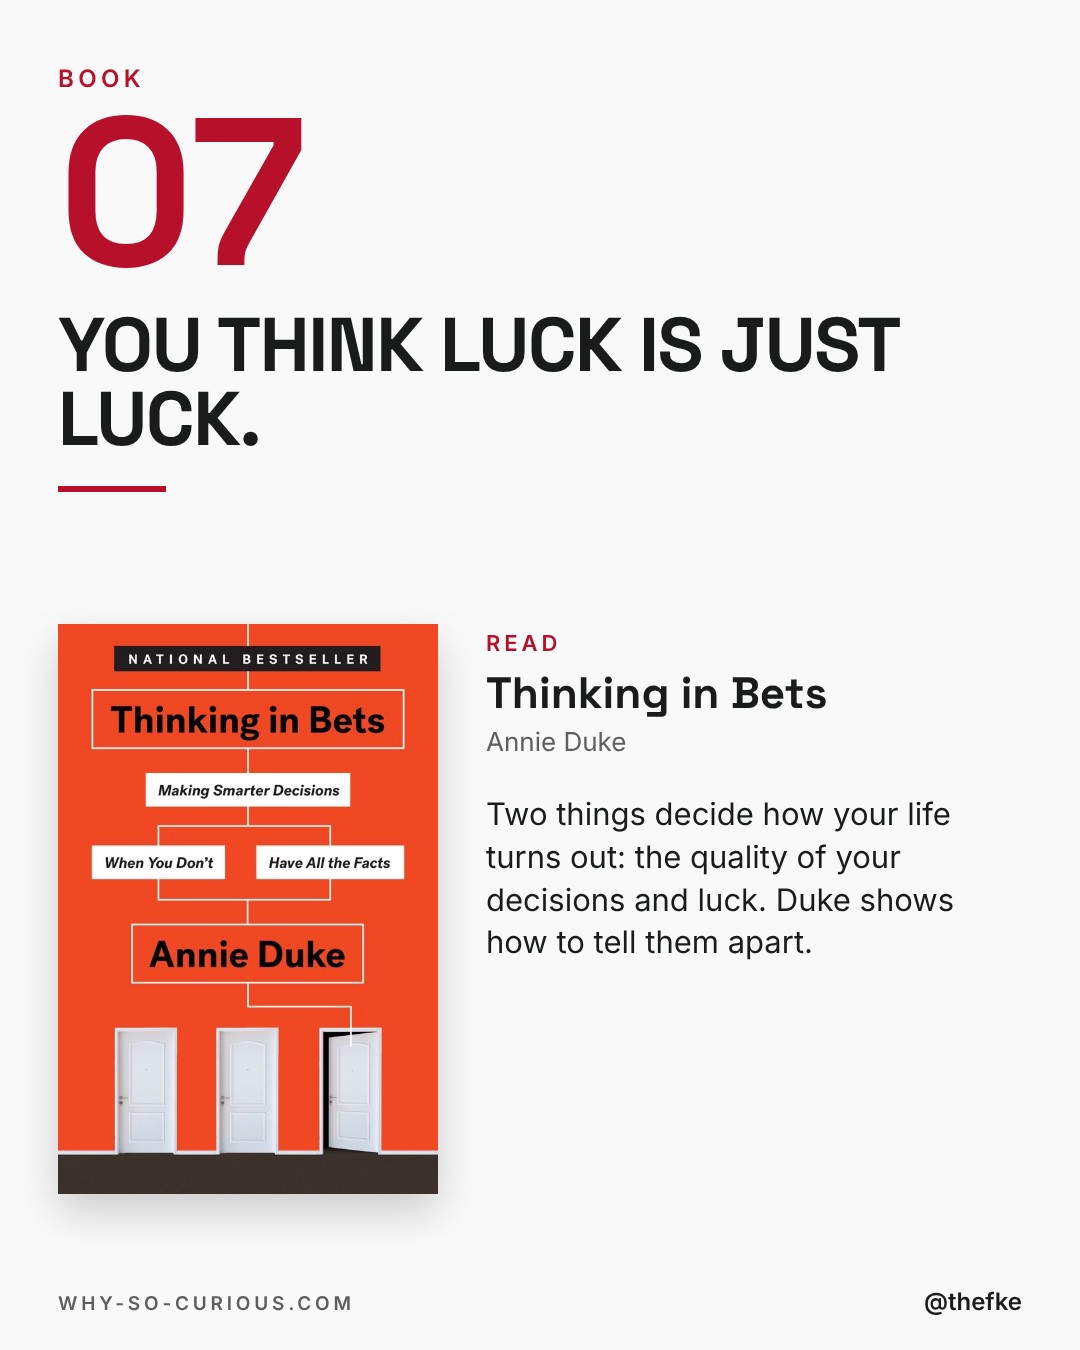 BOOK
07
YOU THINK LUCK IS JUST
LUCK.
NATIONAL BESTSELLER
Thinking in Bets
Making Smarter Decisions
When You Don't
Have All the Facts
Annie Duke
READ
Thinking in Bets
Annie Duke
Two things decide how your life
turns out: the quality of your
decisions and luck. Duke shows
how to tell them apart.
WHY-SO-CURIOUS.COM
@thefke